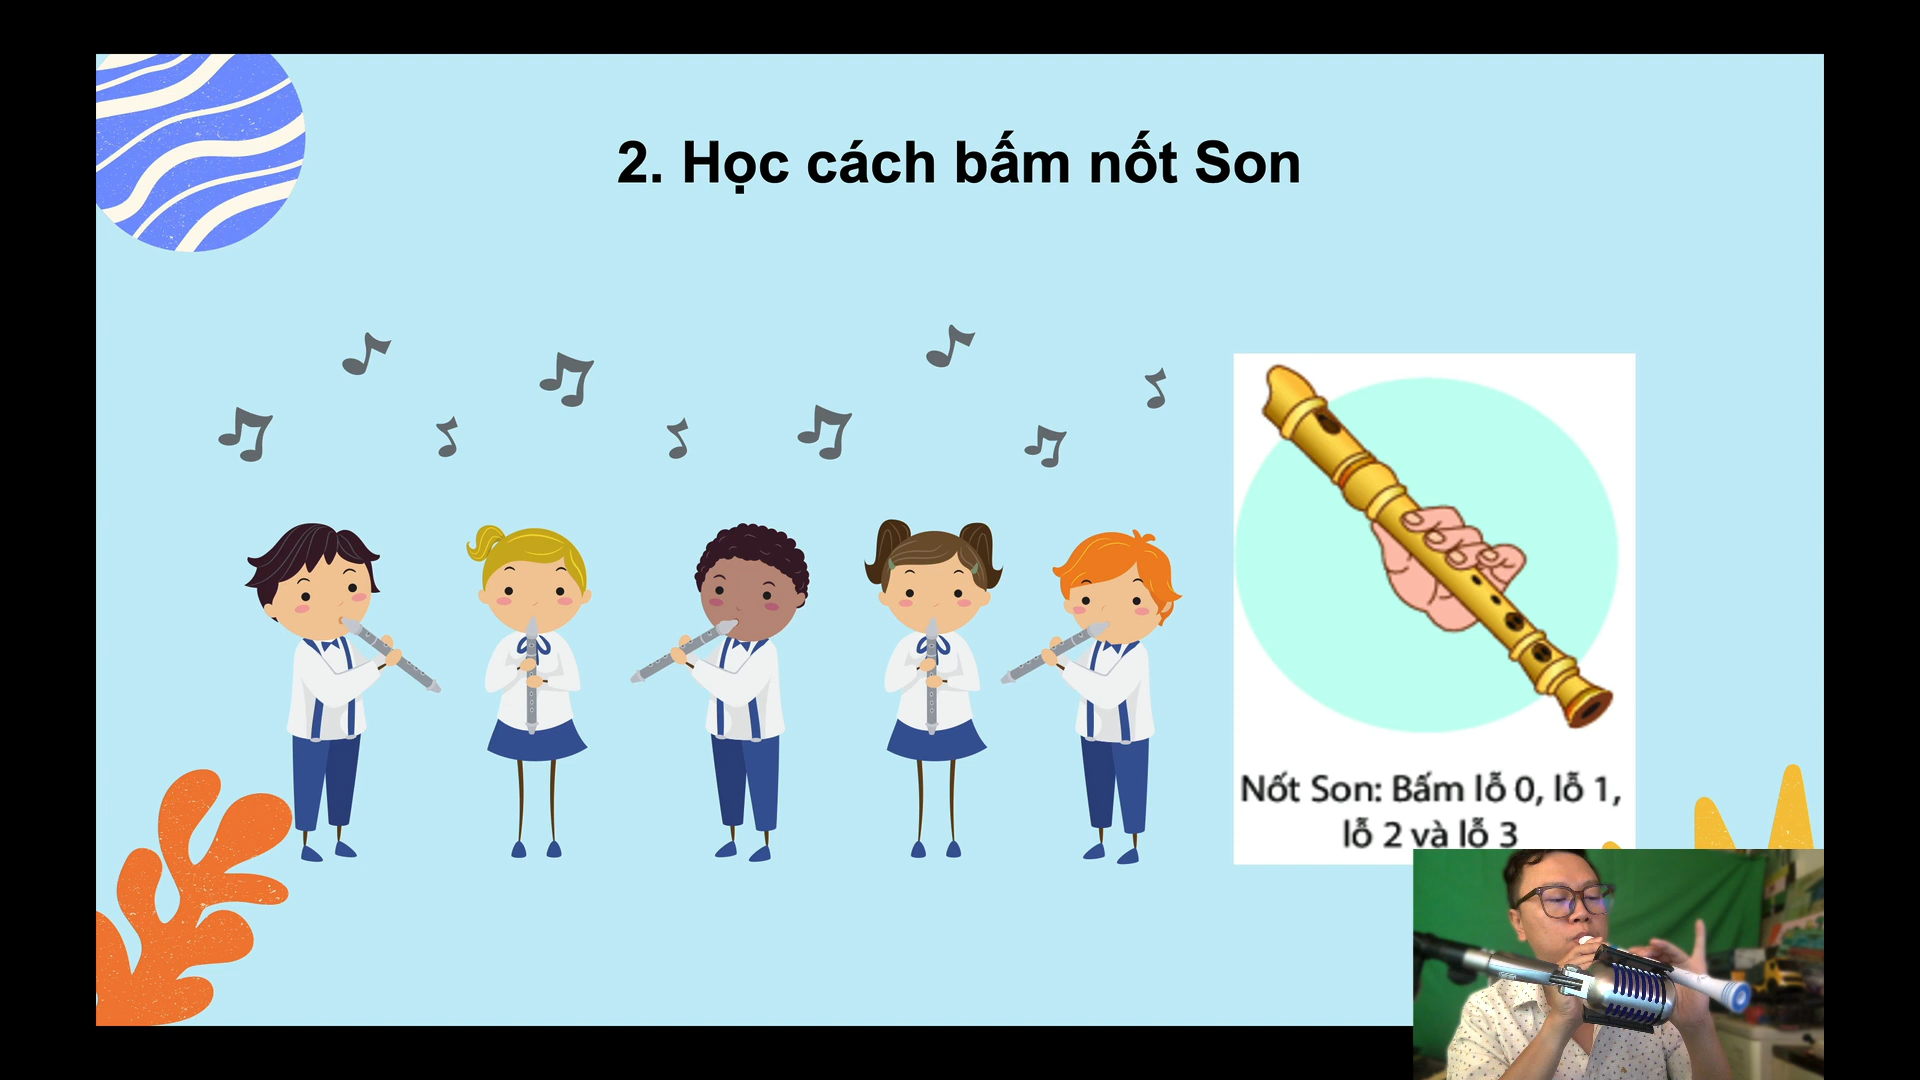 2. Học cách bấm nốt Son
Nốt Son: Bấm lỗ 0, lỗ 1,
lỗ 2 và lỗ 3